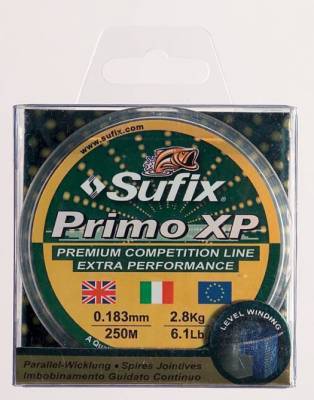 www.sufix.com
Sufix
Primo XP
PREMIUM COMPETITION LINE
EXTRA PERFORMANCE
0.183mm 2.8Kg
250M 6.1Lb
LEVEL WINDING!
Parallel-Wicklung • Spires Jointives
Imbobinamento Guidato Continuo